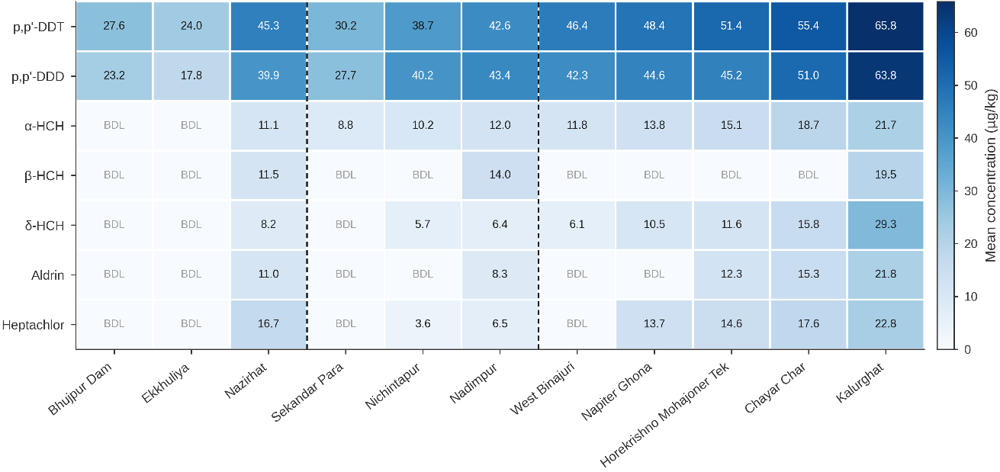 p,p'-DDT 27.6 24.0 45.3 30.2 38.7 42.6 46.4 48.4 51.4 55.4 65.8
p,p'-DDD 23.2 17.8 39.9 27.7 40.2 43.4 42.3 44.6 45.2 51.0 63.8
α-HCH BDL BDL 11.1 8.8 10.2 12.0 11.8 13.8 15.1 18.7 21.7
β-HCH BDL BDL 11.5 BDL BDL 14.0 BDL BDL BDL BDL 19.5
δ-HCH BDL BDL 8.2 BDL 5.7 6.4 6.1 10.5 11.6 15.8 29.3
Aldrin BDL BDL 11.0 BDL BDL 8.3 BDL BDL 12.3 15.3 21.8
Heptachlor BDL BDL 16.7 BDL 3.6 6.5 BDL 13.7 14.6 17.6 22.8
Bhujpur Dam
Ekkhuliya
Nazirhat
Sekandar Para
Nichintapur
Nadimpur
West Binajuri
Napiter Ghona
Horekrishno Mohajoner Tek
Chayar Char
Kalurghat
60
50
40
30
20
10
0
Mean concentration (µg/kg)